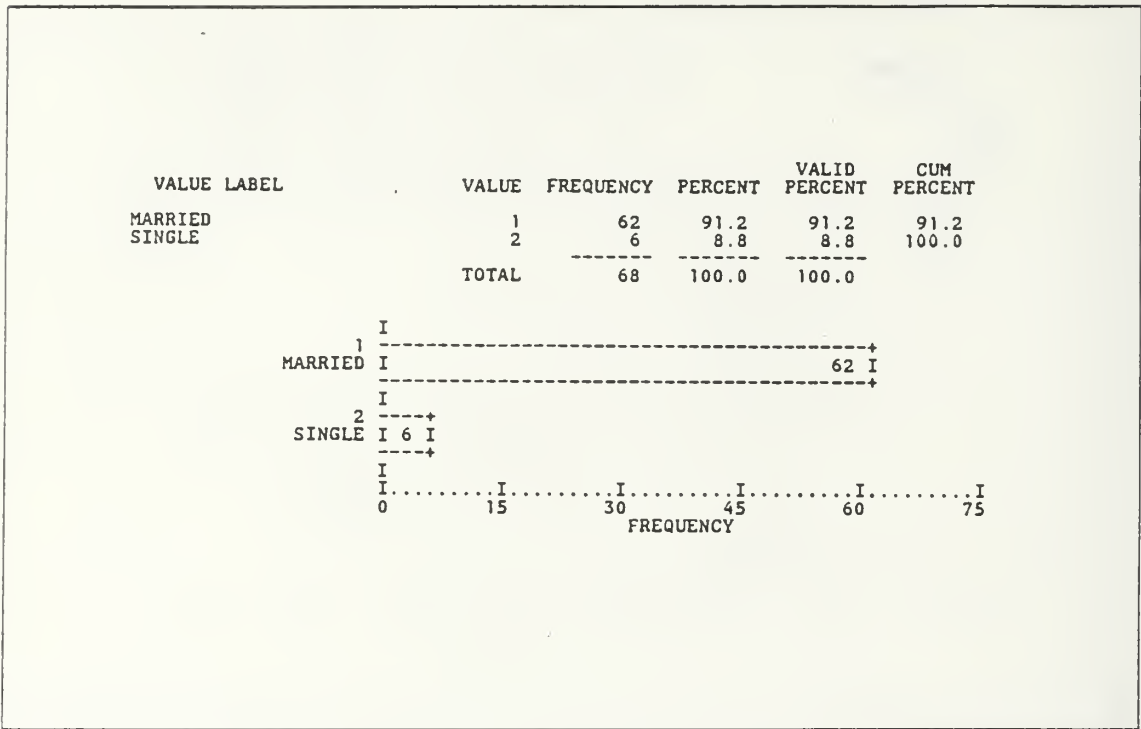 VALID CUM
VALUE LABEL VALUE FREQUENCY PERCENT PERCENT PERCENT
MARRIED 1 62 91.2 91.2 91.2
SINGLE 2 6 8.8 8.8 100.0
------- ------- -------
TOTAL 68 100.0 100.0
I
1 -----------------------------------------+
MARRIED I 62 I
-----------------------------------------+
I
2 ----+
SINGLE I 6 I
----+
I
I.........I.........I.........I.........I.........I
0 15 30 45 60 75
FREQUENCY